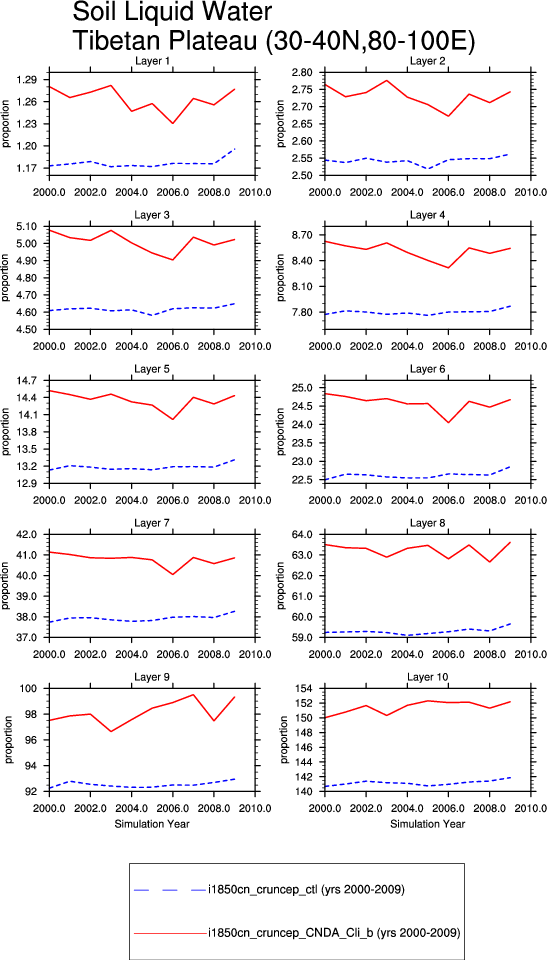 Soil Liquid Water
Tibetan Plateau (30-40N,80-100E)
Layer 1
proportion
1.29
1.26
1.23
1.20
1.17
2000.0 2002.0 2004.0 2006.0 2008.0 2010.0
Layer 2
2.80
2.75
2.70
2.65
2.60
2.55
2.50
2000.0 2002.0 2004.0 2006.0 2008.0 2010.0
Layer 3
proportion
5.10
5.00
4.90
4.80
4.70
4.60
4.50
2000.0 2002.0 2004.0 2006.0 2008.0 2010.0
Layer 4
proportion
8.70
8.40
8.10
7.80
2000.0 2002.0 2004.0 2006.0 2008.0 2010.0
Layer 5
proportion
14.7
14.4
14.1
13.8
13.5
13.2
12.9
2000.0 2002.0 2004.0 2006.0 2008.0 2010.0
Layer 6
proportion
25.0
24.5
24.0
23.5
23.0
22.5
2000.0 2002.0 2004.0 2006.0 2008.0 2010.0
Layer 7
proportion
42.0
41.0
40.0
39.0
38.0
37.0
2000.0 2002.0 2004.0 2006.0 2008.0 2010.0
Layer 8
proportion
64.0
63.0
62.0
61.0
60.0
59.0
2000.0 2002.0 2004.0 2006.0 2008.0 2010.0
Layer 9
proportion
100
98
96
94
92
2000.0 2002.0 2004.0 2006.0 2008.0 2010.0
Simulation Year
Layer 10
proportion
154
152
150
148
146
144
142
140
2000.0 2002.0 2004.0 2006.0 2008.0 2010.0
Simulation Year
i1850cn_cruncep_ctl (yrs 2000-2009)
i1850cn_cruncep_CNDA_Cli_b (yrs 2000-2009)